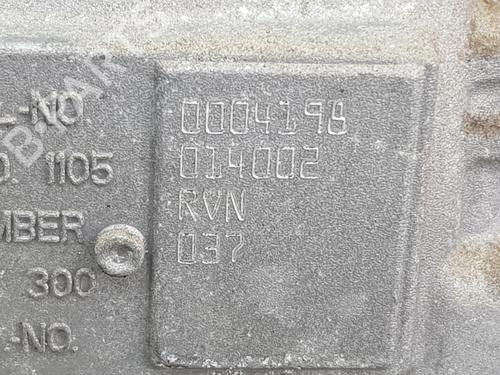 L-NO. 0004198
0. 1105 014002
MBER RVN
300 037
.-NO.